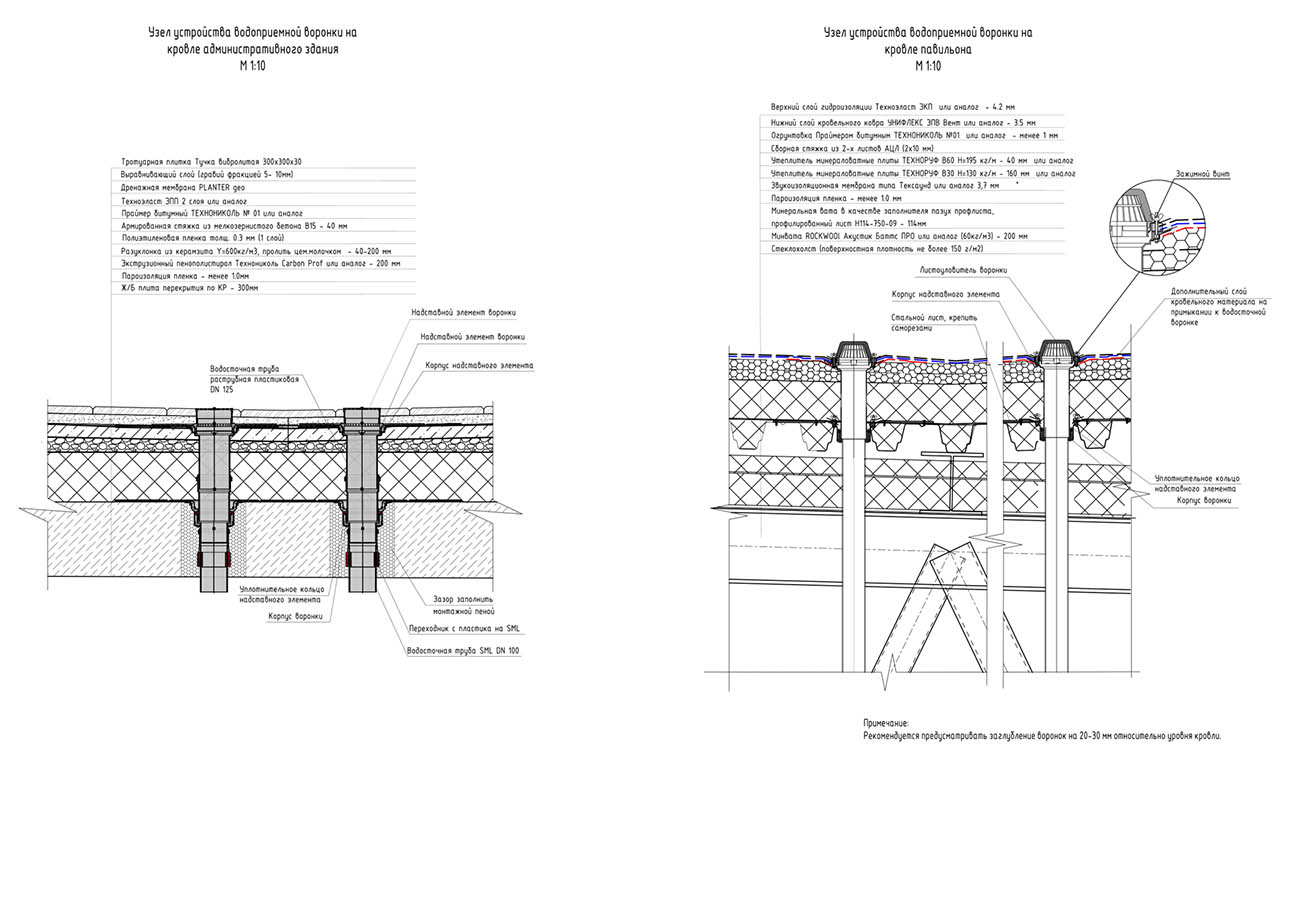 Узел устройства водоприемной воронки на
кровле административного здания
М 1:10
Тротуарная плитка Тучка вибролитая 300х300х30
Выравнивающий слой (гравий фракцией 5- 10мм)
Дренажная мембрана PLANTER geo
Техноэласт ЭПП 2 слоя или аналог
Праймер битумный ТЕХНОНИКОЛЬ № 01 или аналог
Армированная стяжка из мелкозернистого бетона В15 - 40 мм
Полиэтиленовая пленка толщ. 0.3 мм (1 слой)
Разуклонка из керамзита Y=600кг/м3, пролить цем.молочком - 40-200 мм
Экструзионный пенополистирол Технониколь Carbon Prof или аналог - 200 мм
Пароизоляция пленка - менее 1.0мм
Ж/Б плита перекрытия по КР - 300мм
Надставной элемент воронки
Надставной элемент воронки
Корпус надставного элемента
Водосточная труба
раструбная пластиковая
DN 125
Уплотнительное кольцо
надставного элемента
Корпус воронки
Зазор заполнить
монтажной пеной
Переходник с пластика на SML
Водосточная труба SML DN 100
Узел устройства водоприемной воронки на
кровле павильона
М 1:10
Верхний слой гидроизоляции Техноэласт ЭКП или аналог - 4.2 мм
Нижний слой кровельного ковра УНИФЛЕКС ЭПВ Вент или аналог - 3.5 мм
Огрунтовка Праймером битумным ТЕХНОНИКОЛЬ №01 или аналог - менее 1 мм
Сборная стяжка из 2-х листов АЦЛ (2х10 мм)
Утеплитель минераловатные плиты ТЕХНОРУФ В60 Н=195 кг/м - 40 мм или аналог
Утеплитель минераловатные плиты ТЕХНОРУФ В30 Н=130 кг/м - 160 мм или аналог
Звукоизоляционная мембрана типа Тексаунд или аналог 3,7 мм
Пароизоляция пленка - менее 1.0 мм
Минеральная вата в качестве заполнителя пазух профлиста,
профилированный лист Н114-750-09 - 114мм
Минвата ROCKWOOL Акустик Баттс ПРО или аналог (60кг/м3) - 200 мм
Стеклохолст (поверхностная плотность не более 150 г/м2)
Зажимной винт
Листоуловитель воронки
Корпус надставного элемента
Стальной лист, крепить
саморезами
Дополнительный слой
кровельного материала на
примыкании к водосточной
воронке
Уплотнительное кольцо
надставного элемента
Корпус воронки
Примечание:
Рекомендуется предусматривать заглубление воронок на 20-30 мм относительно уровня кровли.